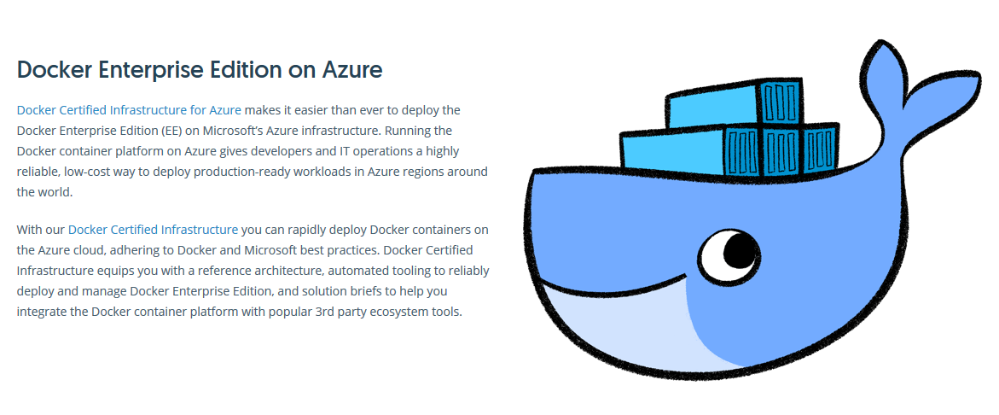 Docker Enterprise Edition on Azure
Docker Certified Infrastructure for Azure makes it easier than ever to deploy the
Docker Enterprise Edition (EE) on Microsoft’s Azure infrastructure. Running the
Docker container platform on Azure gives developers and IT operations a highly
reliable, low-cost way to deploy production-ready workloads in Azure regions around
the world.
With our Docker Certified Infrastructure you can rapidly deploy Docker containers on
the Azure cloud, adhering to Docker and Microsoft best practices. Docker Certified
Infrastructure equips you with a reference architecture, automated tooling to reliably
deploy and manage Docker Enterprise Edition, and solution briefs to help you
integrate the Docker container platform with popular 3rd party ecosystem tools.